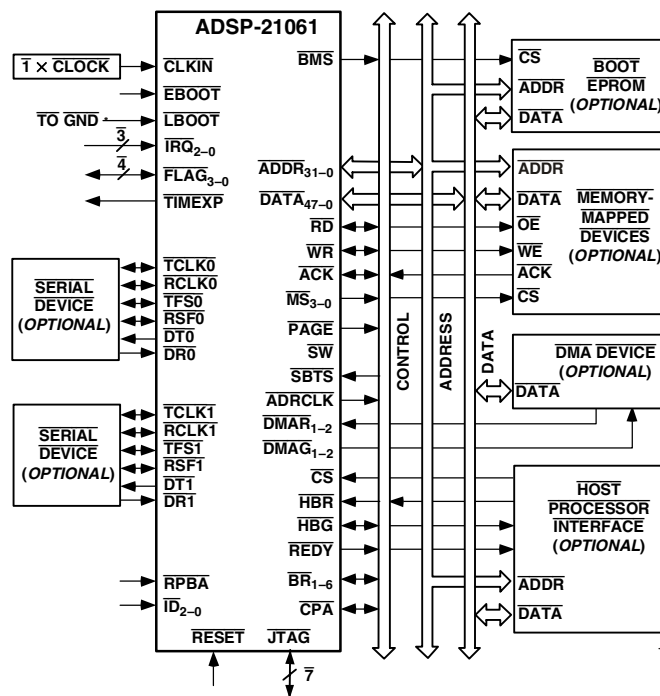 ADSP-21061
1 × CLOCK
CLKIN
EBOOT
TO GND
LBOOT
3
IRQ2–0
4
FLAG3–0
TIMEXP
SERIAL
DEVICE
(OPTIONAL)
TCLK0
RCLK0
TFS0
RSF0
DT0
DR0
SERIAL
DEVICE
(OPTIONAL)
TCLK1
RCLK1
TFS1
RSF1
DT1
DR1
RPBA
ID2–0
RESET
JTAG
7
BMS
ADDR31–0
DATA47–0
RD
WR
ACK
MS3–0
PAGE
SW
SBTS
ADRCLK
DMAR1–2
DMAG1–2
CS
HBR
HBG
REDY
BR1–6
CPA
CONTROL
ADDRESS
DATA
CS
ADDR
DATA
BOOT
EPROM
(OPTIONAL)
ADDR
DATA
OE
WE
ACK
CS
MEMORY-
MAPPED
DEVICES
(OPTIONAL)
DMA DEVICE
(OPTIONAL)
DATA
HOST
PROCESSOR
INTERFACE
(OPTIONAL)
ADDR
DATA